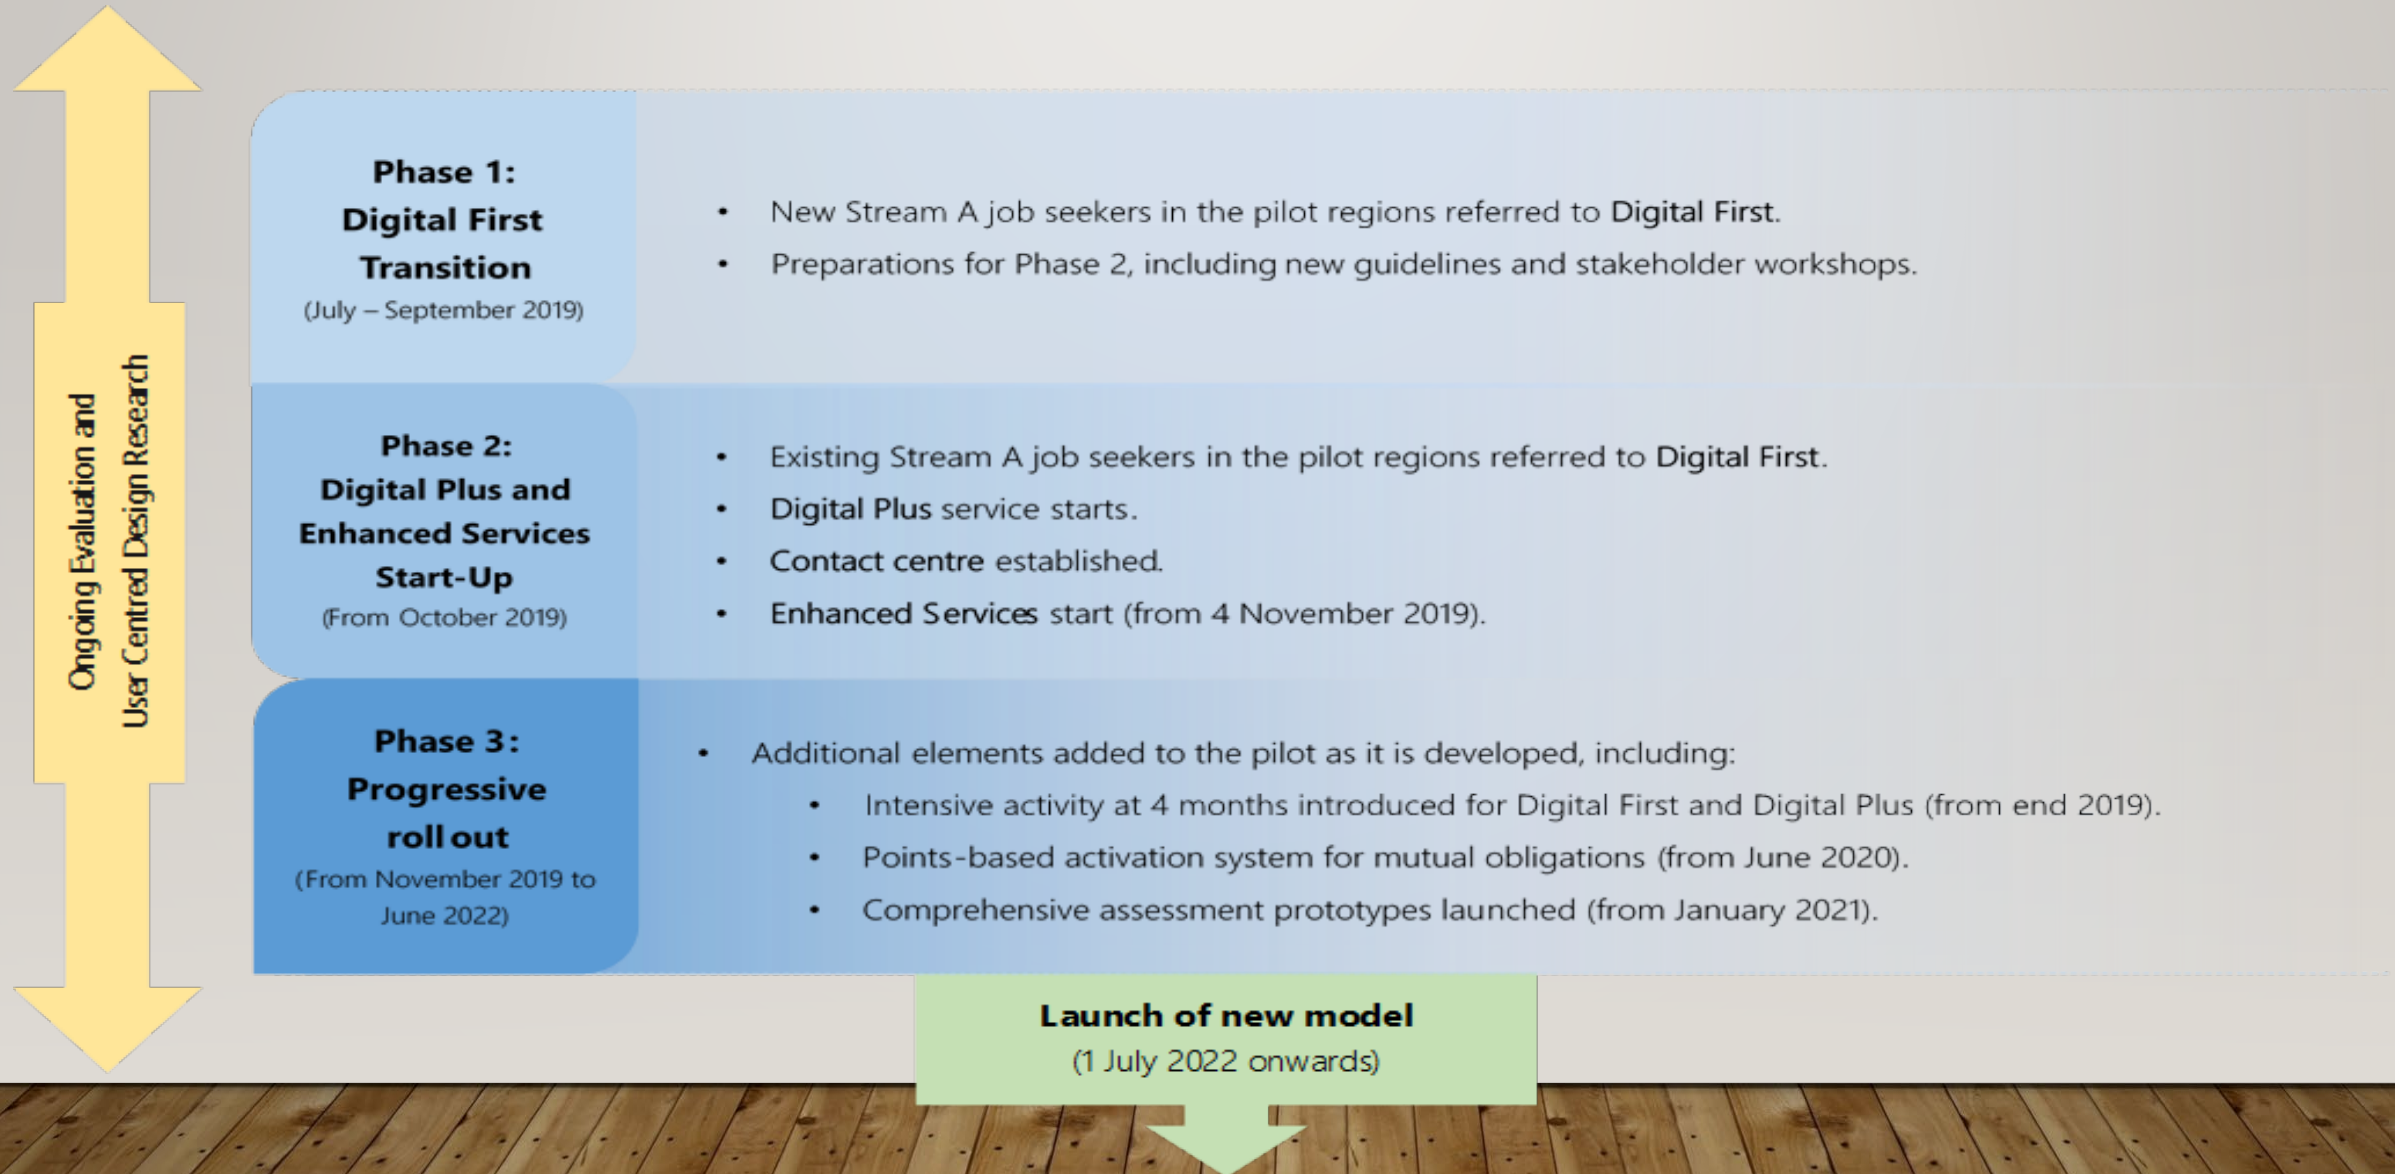 Ongoing Evaluation and
User Centred Design Research
Phase 1:
Digital First
Transition
(July – September 2019)
• New Stream A job seekers in the pilot regions referred to Digital First.
• Preparations for Phase 2, including new guidelines and stakeholder workshops.
Phase 2:
Digital Plus and
Enhanced Services
Start-Up
(From October 2019)
• Existing Stream A job seekers in the pilot regions referred to Digital First.
• Digital Plus service starts.
• Contact centre established.
• Enhanced Services start (from 4 November 2019).
Phase 3:
Progressive
roll out
(From November 2019 to
June 2022)
• Additional elements added to the pilot as it is developed, including:
• Intensive activity at 4 months introduced for Digital First and Digital Plus (from end 2019).
• Points-based activation system for mutual obligations (from June 2020).
• Comprehensive assessment prototypes launched (from January 2021).
Launch of new model
(1 July 2022 onwards)